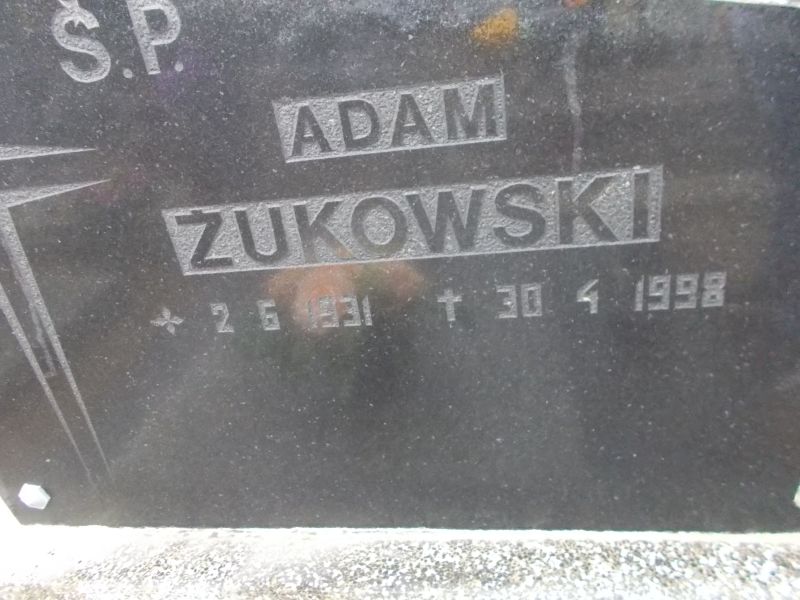 Ś.P.
ADAM
ŻUKOWSKI
2 6 1931 † 30 4 1998